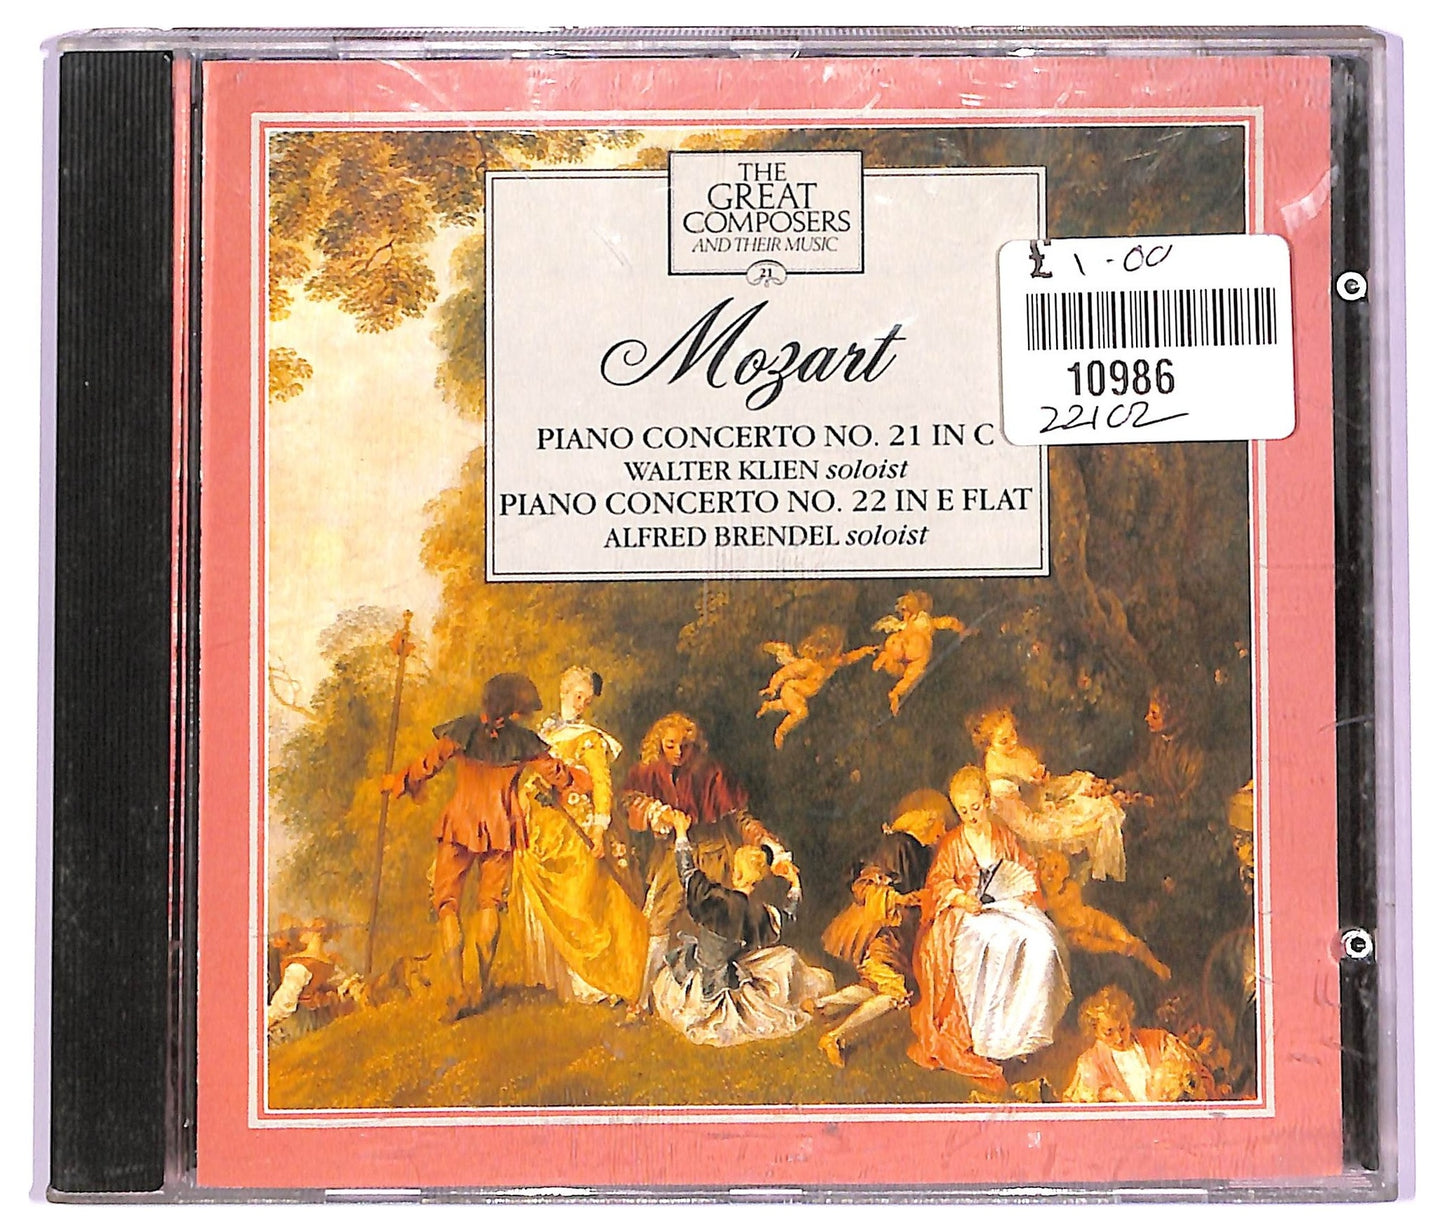 THE
GREAT
COMPOSERS
AND THEIR MUSIC
21
Mozart
PIANO CONCERTO NO. 21 IN C
WALTER KLIEN soloist
PIANO CONCERTO NO. 22 IN E FLAT
ALFRED BRENDEL soloist
£ 1-00
10986
22102